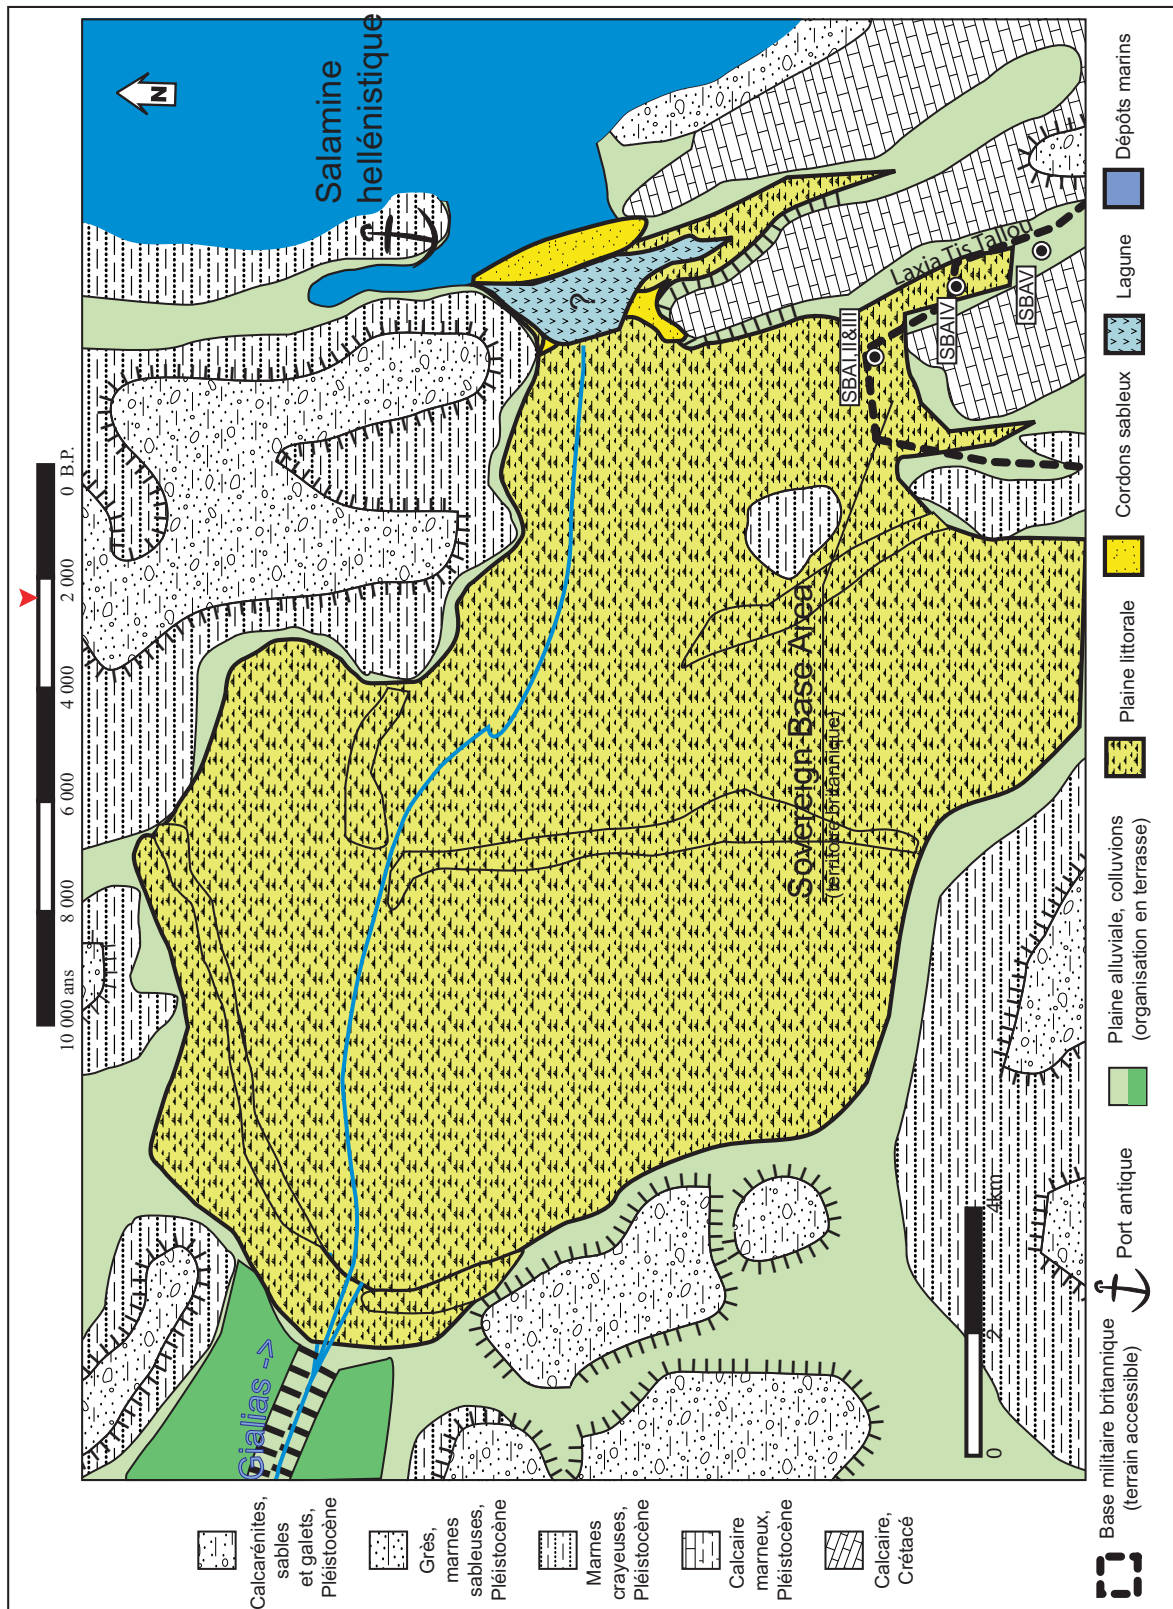 10 000 ans
8 000
6 000
4 000
2 000
0 B.P.
N
Salamine
hellénistique
Gialias ->
?
Sovereign Base Area
(territoire britannique)
SBA I, II & III
SBA IV
SBA V
Laxia Tis Tallou
0
2
4km
Calcarénites,
sables
et galets,
Pléistocène
Grès,
marnes
sableuses,
Pléistocène
Marnes
crayeuses,
Pléistocène
Calcaire
marneux,
Pléistocène
Calcaire,
Crétacé
Base militaire britannique
(terrain accessible)
Port antique
Plaine alluviale, colluvions
(organisation en terrasse)
Plaine littorale
Cordons sableux
Lagune
Dépôts marins